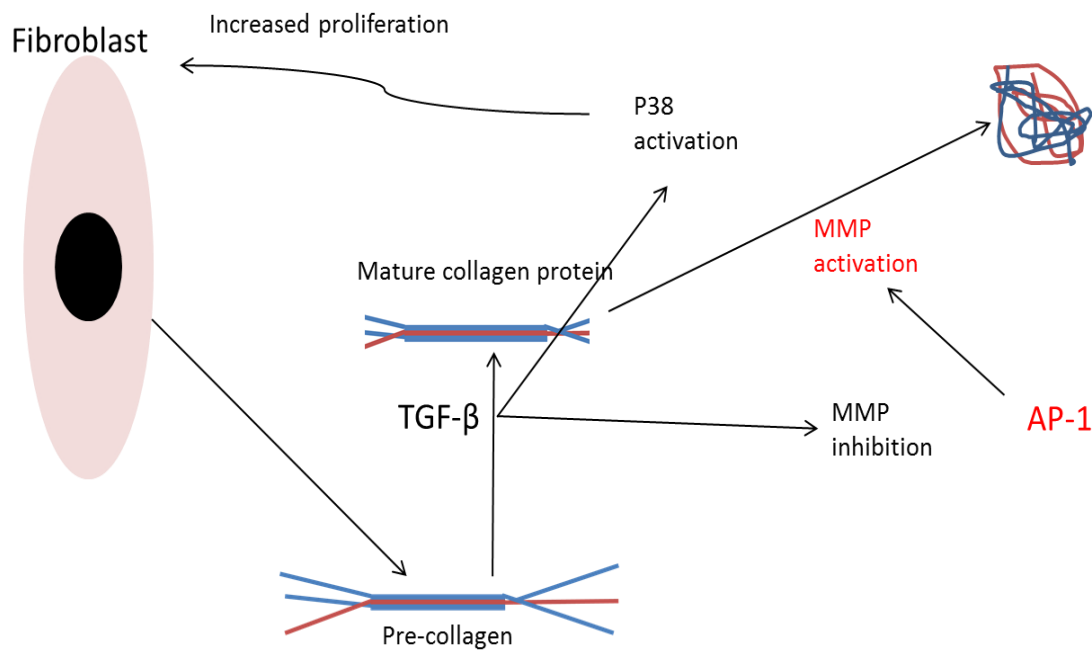 Increased proliferation
Fibroblast
P38
activation
MMP
activation
Mature collagen protein
TGF-β
MMP
inhibition
AP-1
Pre-collagen